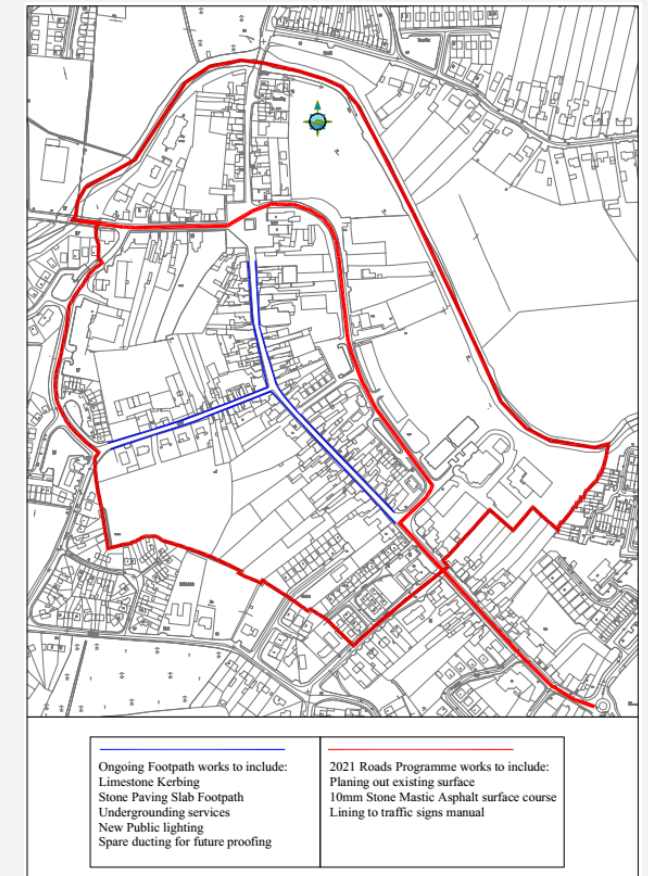 Ongoing Footpath works to include:
Limestone Kerbing
Stone Paving Slab Footpath
Undergrounding services
New Public lighting
Spare ducting for future proofing
2021 Roads Programme works to include:
Planing out existing surface
10mm Stone Mastic Asphalt surface course
Lining to traffic signs manual